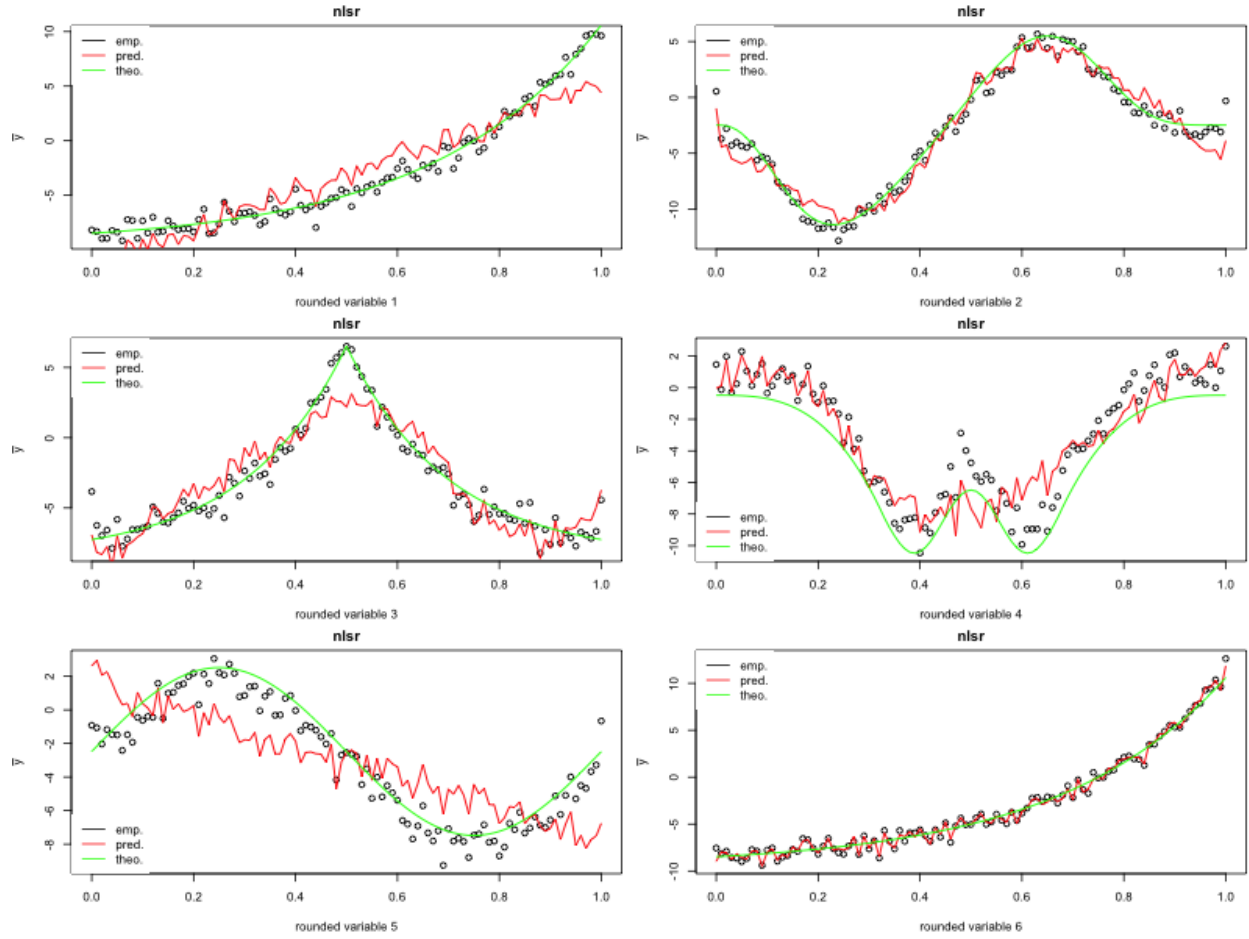 nlsr
emp.
pred.
theo.
10
5
0
-5
y
0.0 0.2 0.4 0.6 0.8 1.0
rounded variable 1
nlsr
emp.
pred.
theo.
5
0
-5
-10
y
0.0 0.2 0.4 0.6 0.8 1.0
rounded variable 2
nlsr
emp.
pred.
theo.
5
0
-5
y
0.0 0.2 0.4 0.6 0.8 1.0
rounded variable 3
nlsr
2
0
-2
-4
-6
-8
-10
y
emp.
pred.
theo.
0.0 0.2 0.4 0.6 0.8 1.0
rounded variable 4
nlsr
2
0
-2
-4
-6
-8
y
emp.
pred.
theo.
0.0 0.2 0.4 0.6 0.8 1.0
rounded variable 5
nlsr
emp.
pred.
theo.
10
5
0
-5
-10
y
0.0 0.2 0.4 0.6 0.8 1.0
rounded variable 6